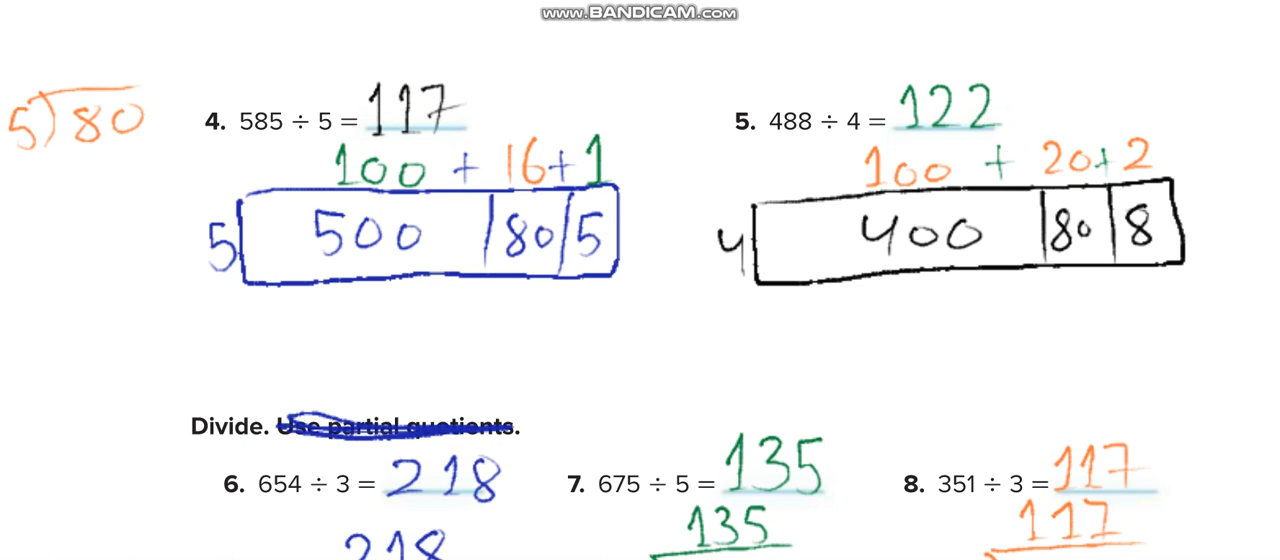 www.BANDICAM.com
5)80
4. 585 ÷ 5 = 117
100 + 16 + 1
5 500 80 5
5. 488 ÷ 4 = 122
100 + 20 + 2
4 400 80 8
Divide. Use partial quotients.
6. 654 ÷ 3 = 218
218
7. 675 ÷ 5 = 135
135
8. 351 ÷ 3 = 117
117